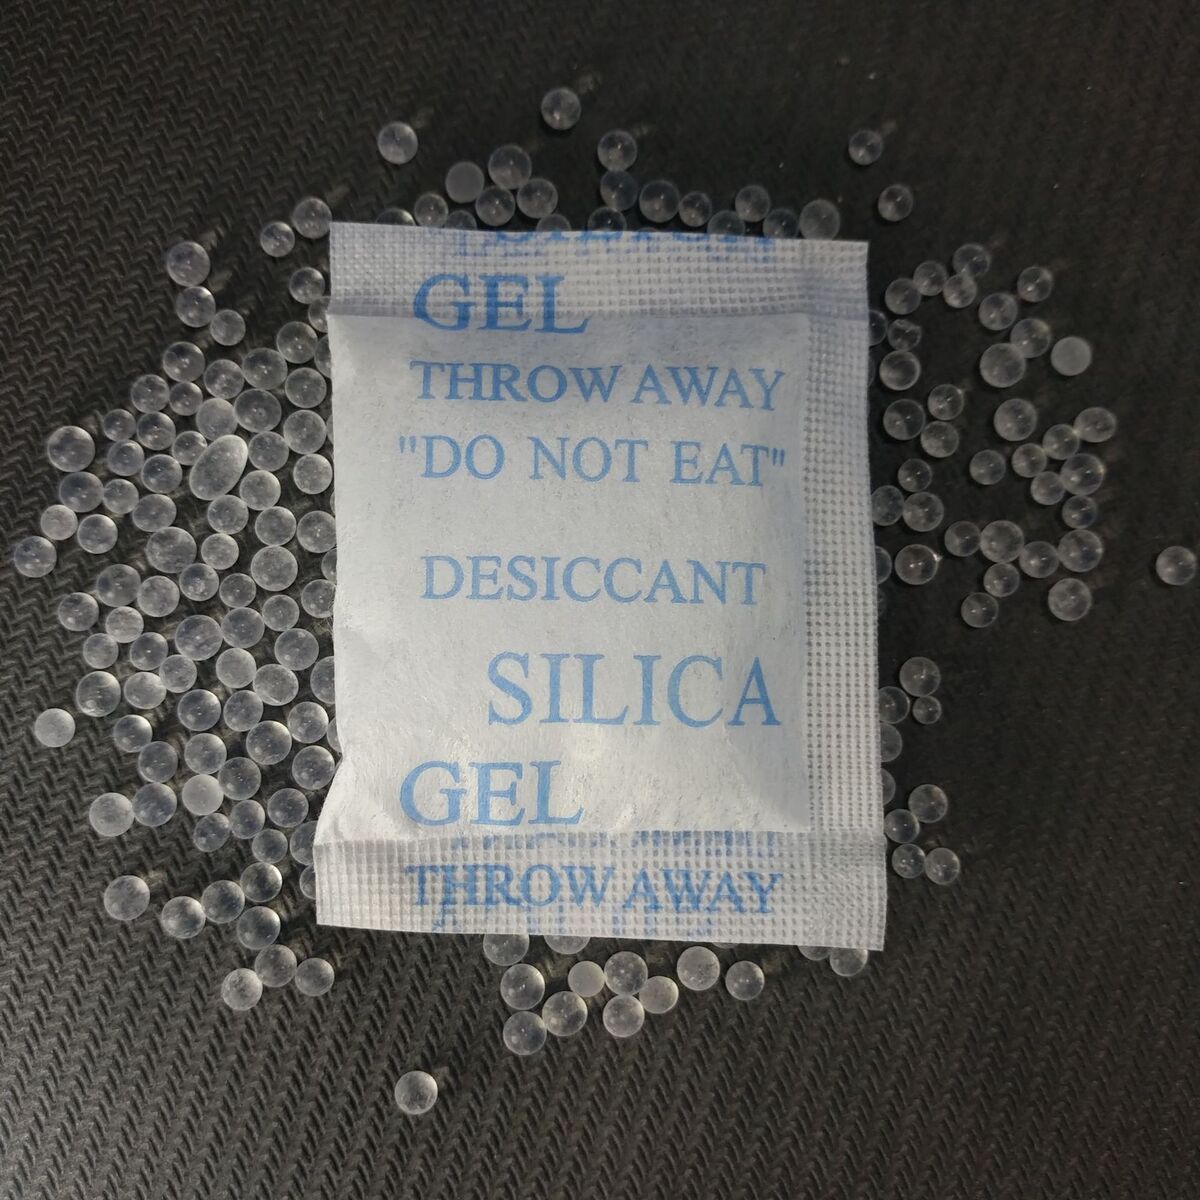 GEL
THROW AWAY
"DO NOT EAT"
DESICCANT
SILICA
GEL
THROW AWAY